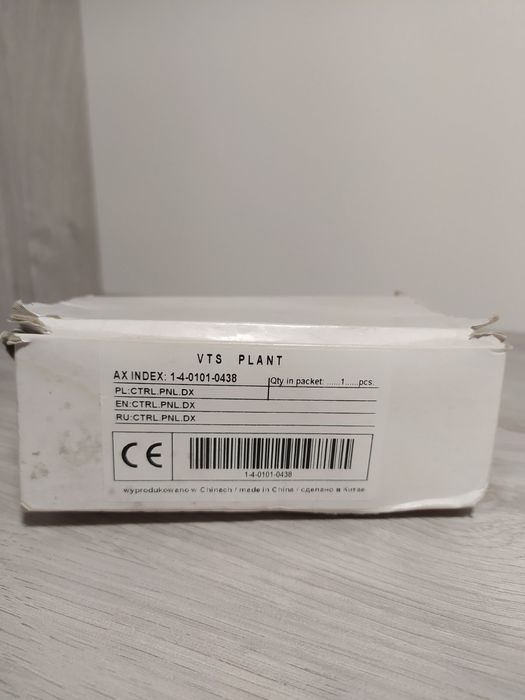 VTS PLANT
AX INDEX: 1-4-0101-0438
Qty in packet: ......1......pcs.
PL:CTRL.PNL.DX
EN:CTRL.PNL.DX
RU:CTRL.PNL.DX
CE
1-4-0101-0438
wyprodukowano w Chinach / made in China / сделано в Китае